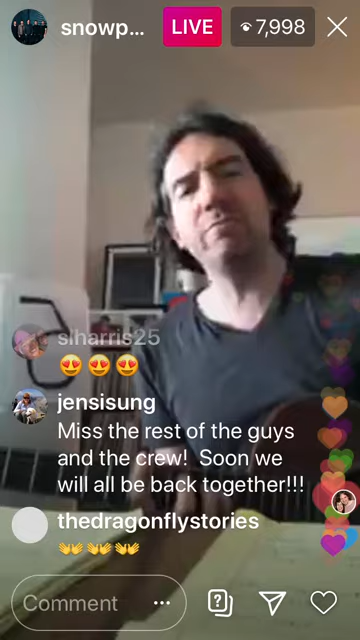 snowp...
LIVE
7,998
slharris25
😍😍😍
jensisung
Miss the rest of the guys
and the crew! Soon we
will all be back together!!!
thedragonflystories
👐👐👐
Comment